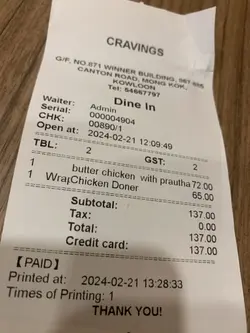 CRAVINGS
G/F, NO.071 WINNER BUILDING,
CANTON ROAD, MONG KOK,
KOWLOON
Tel: 54667797
Dine In
Waiter: Admin
Serial: 000004904
CHK: 00890/1
Open at: 2024-02-21 12:09:49
TBL: 2 GST: 2
1 butter chicken with prautha 72.00
1 Wrap Chicken Doner 65.00
Subtotal: 137.00
Tax: 0.00
Total: 137.00
Credit card: 137.00
【PAID】
Printed at: 2024-02-21 13:28:33
Times of Printing: 1
THANK YOU!